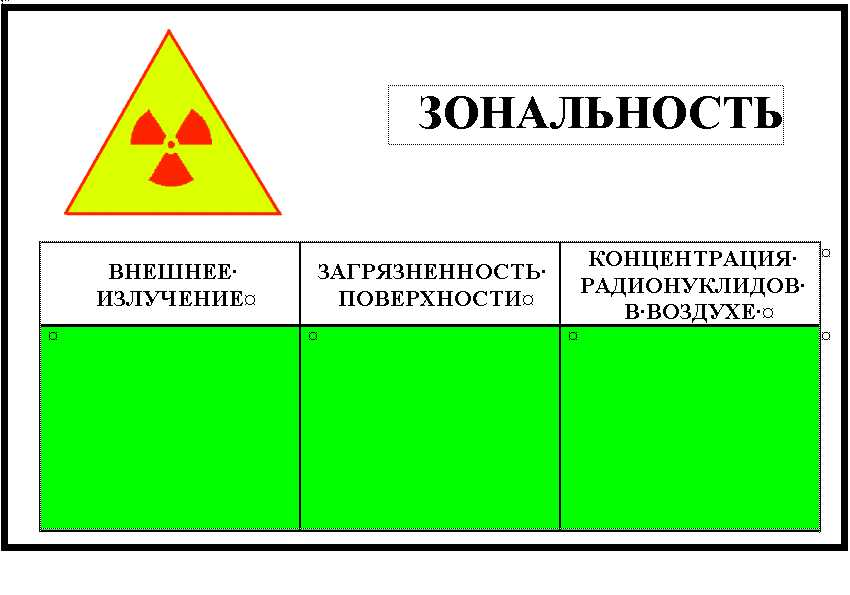 ЗОНАЛЬНОСТЬ
ВНЕШНЕЕ·
ИЗЛУЧЕНИЕ¤
ЗАГРЯЗНЕННОСТЬ·
ПОВЕРХНОСТИ¤
КОНЦЕНТРАЦИЯ·
РАДИОНУКЛИДОВ·
В·ВОЗДУХЕ·¤